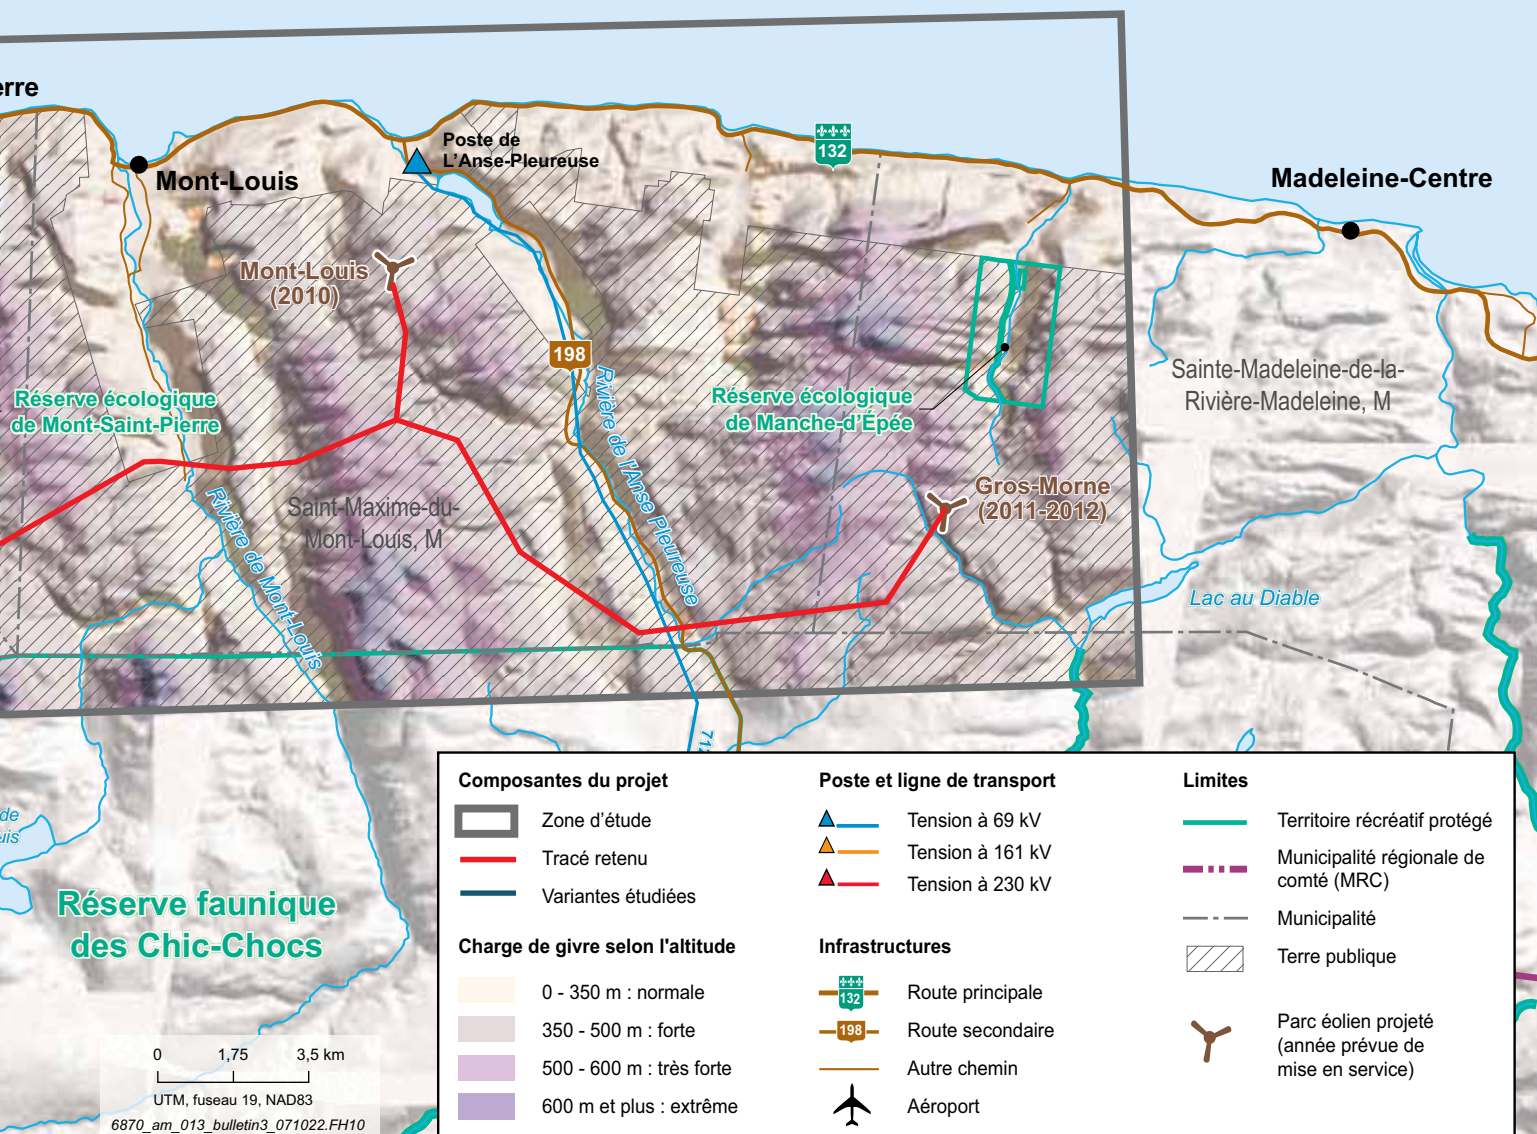 erre
Mont-Louis
Poste de
L'Anse-Pleureuse
132
Madeleine-Centre
Mont-Louis
(2010)
198
Réserve écologique
de Mont-Saint-Pierre
Rivière de l'Anse Pleureuse
Réserve écologique
de Manche-d'Épée
Sainte-Madeleine-de-la-
Rivière-Madeleine, M
Saint-Maxime-du-
Mont-Louis, M
Rivière de Mont-Louis
Gros-Morne
(2011-2012)
Lac au Diable
de
uis
Réserve faunique
des Chic-Chocs
0 1,75 3,5 km
UTM, fuseau 19, NAD83
6870_am_013_bulletin3_071022.FH10
Composantes du projet
Zone d'étude
Tracé retenu
Variantes étudiées
Charge de givre selon l'altitude
0 - 350 m : normale
350 - 500 m : forte
500 - 600 m : très forte
600 m et plus : extrême
Poste et ligne de transport
Tension à 69 kV
Tension à 161 kV
Tension à 230 kV
Infrastructures
132 Route principale
198 Route secondaire
Autre chemin
Aéroport
Limites
Territoire récréatif protégé
Municipalité régionale de
comté (MRC)
Municipalité
Terre publique
Parc éolien projeté
(année prévue de
mise en service)